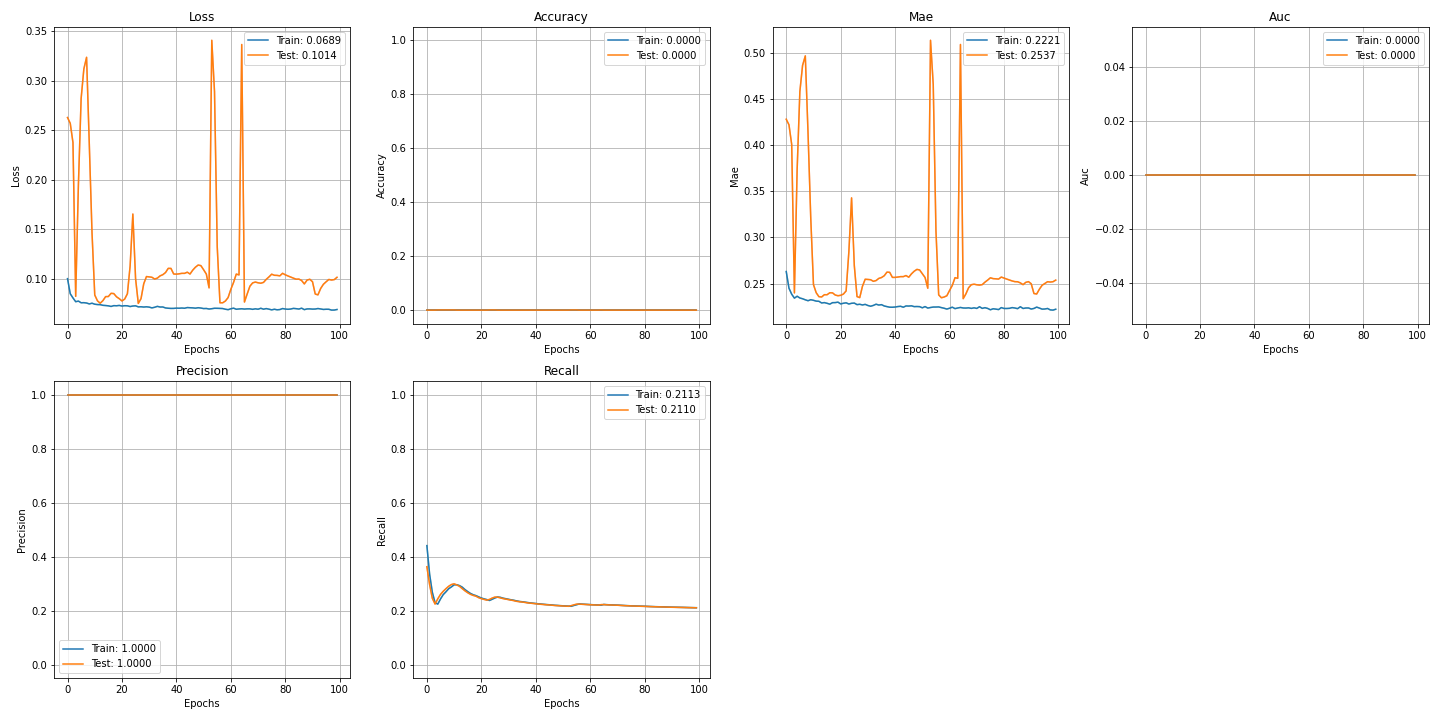 Loss
Train: 0.0689
Test: 0.1014
0.35
0.30
0.25
0.20
0.15
0.10
Loss
0 20 40 60 80 100
Epochs
Accuracy
Train: 0.0000
Test: 0.0000
1.0
0.8
0.6
0.4
0.2
0.0
Accuracy
0 20 40 60 80 100
Epochs
Mae
Train: 0.2221
Test: 0.2537
0.50
0.45
0.40
0.35
0.30
0.25
Mae
0 20 40 60 80 100
Epochs
Auc
Train: 0.0000
Test: 0.0000
0.04
0.02
0.00
−0.02
−0.04
Auc
0 20 40 60 80 100
Epochs
Precision
1.0
0.8
0.6
0.4
0.2
0.0
Precision
Train: 1.0000
Test: 1.0000
0 20 40 60 80 100
Epochs
Recall
Train: 0.2113
Test: 0.2110
1.0
0.8
0.6
0.4
0.2
0.0
Recall
0 20 40 60 80 100
Epochs